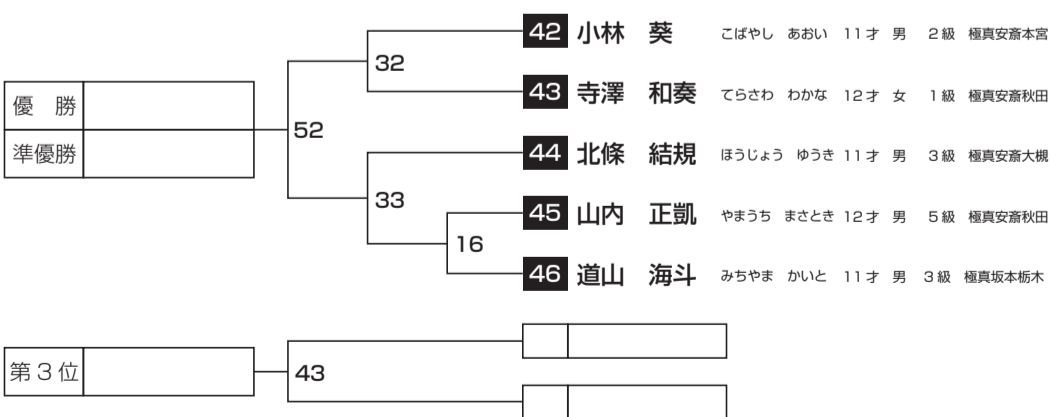 42 小林 葵 こばやし あおい 11才 男 2級 極真安斎本宮
32
43 寺澤 和奏 てらさわ わかな 12才 女 1級 極真安斎秋田
優 勝
52
準優勝
44 北條 結規 ほうじょう ゆうき 11才 男 3級 極真安斎大槻
33
45 山内 正凱 やまうち まさとき 12才 男 5級 極真安斎秋田
16
46 道山 海斗 みちやま かいと 11才 男 3級 極真坂本栃木
第3位
43